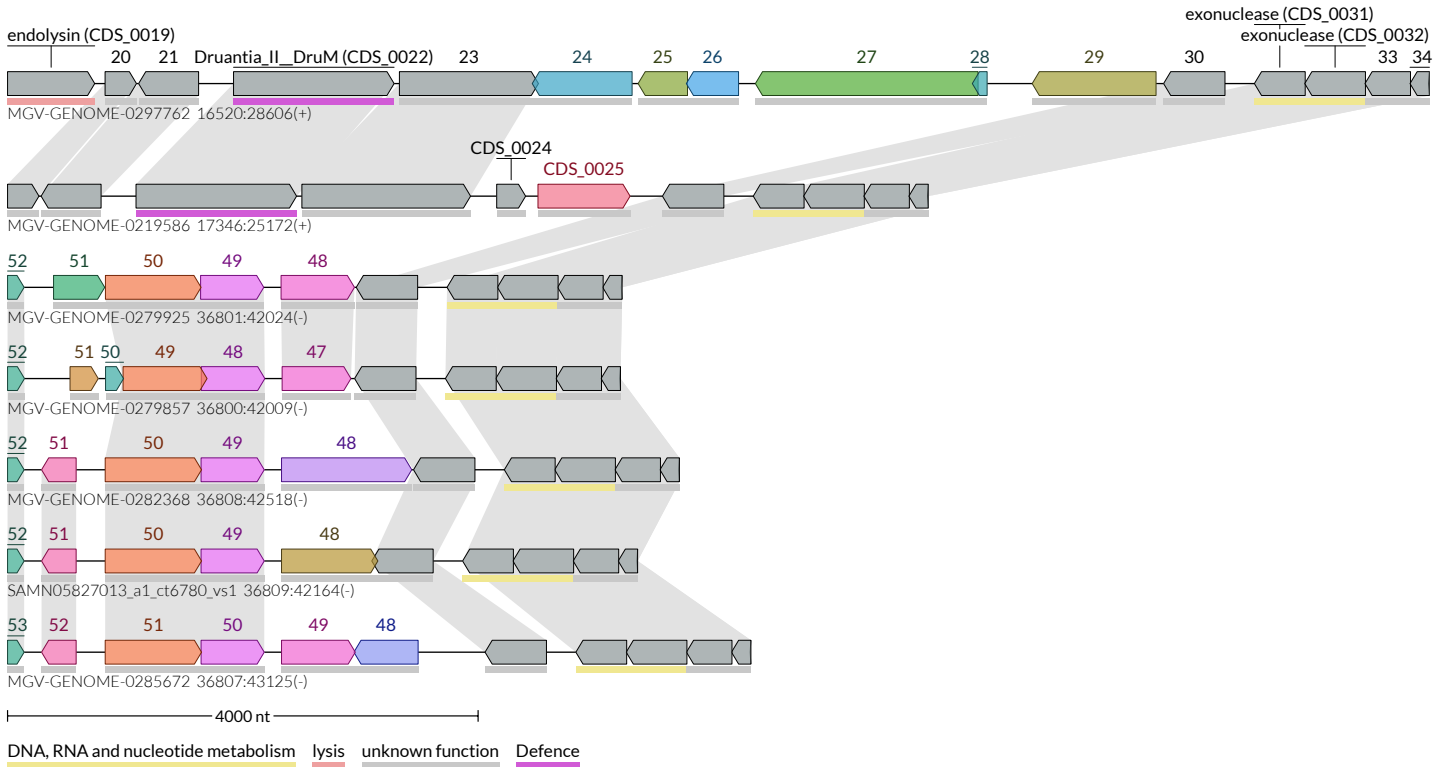 exonuclease (CDS_0031)
endolysin (CDS_0019) exonuclease (CDS_0032)
20 21 Druantia_II__DruM (CDS_0022) 23 24 25 26 27 28 29 30 33 34
MGV-GENOME-0297762 16520:28606(+)
CDS_0024
CDS_0025
MGV-GENOME-0219586 17346:25172(+)
52 51 50 49 48
MGV-GENOME-0279925 36801:42024(-)
52 51 50 49 48 47
MGV-GENOME-0279857 36800:42009(-)
52 51 50 49 48
MGV-GENOME-0282368 36808:42518(-)
52 51 50 49 48
SAMN05827013_a1_ct6780_vs1 36809:42164(-)
53 52 51 50 49 48
MGV-GENOME-0285672 36807:43125(-)
4000 nt
DNA, RNA and nucleotide metabolism lysis unknown function Defence